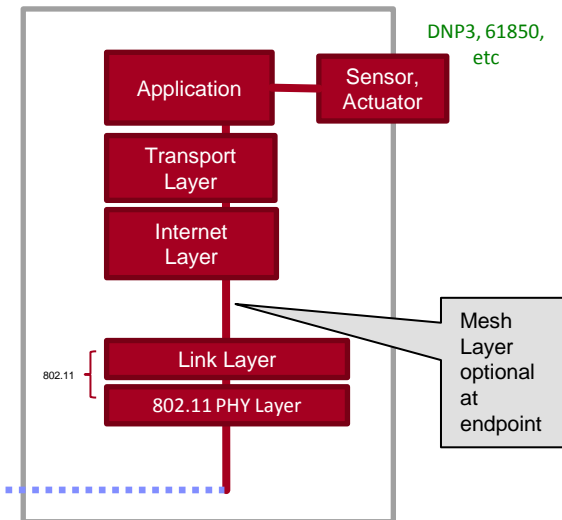 DNP3, 61850,
etc
Application
Sensor,
Actuator
Transport
Layer
Internet
Layer
Mesh
Layer
optional
at
endpoint
802.11
Link Layer
802.11 PHY Layer